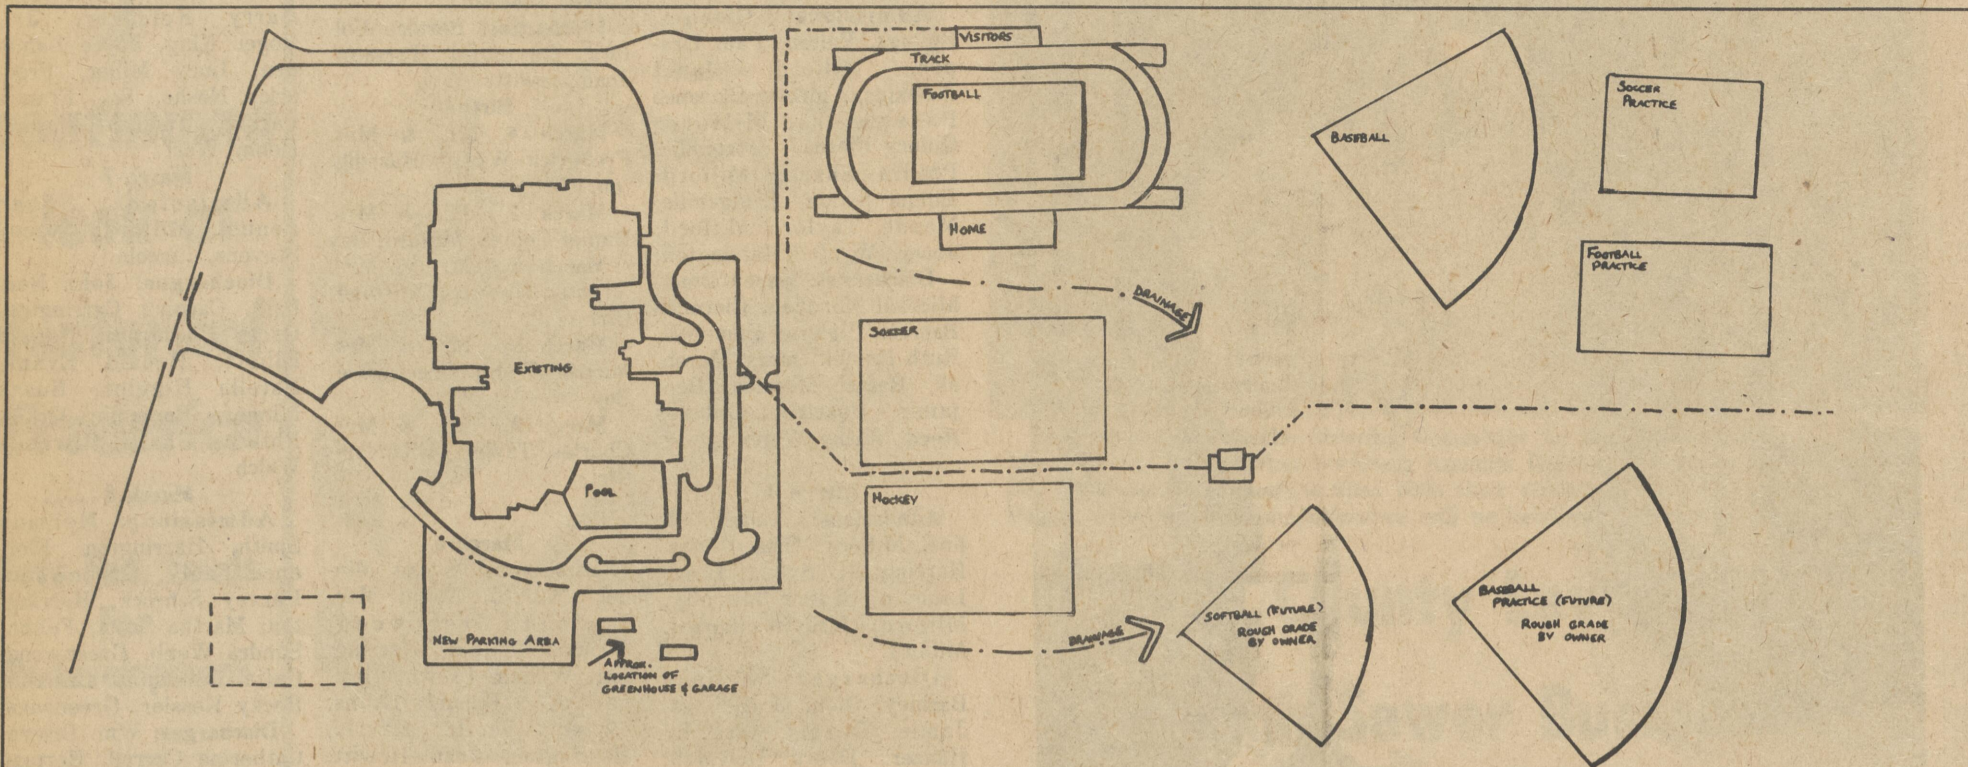 VISITORS
TRACK
FOOTBALL
HOME
BASEBALL
SOCCER
PRACTICE
FOOTBALL
PRACTICE
DRAINAGE
SOCCER
EXISTING
POOL
HOCKEY
NEW PARKING AREA
APPROX.
LOCATION OF
GREENHOUSE & GARAGE
DRAINAGE
SOFTBALL (FUTURE)
ROUGH GRADE
BY OWNER
BASEBALL
PRACTICE (FUTURE)
ROUGH GRADE
BY OWNER